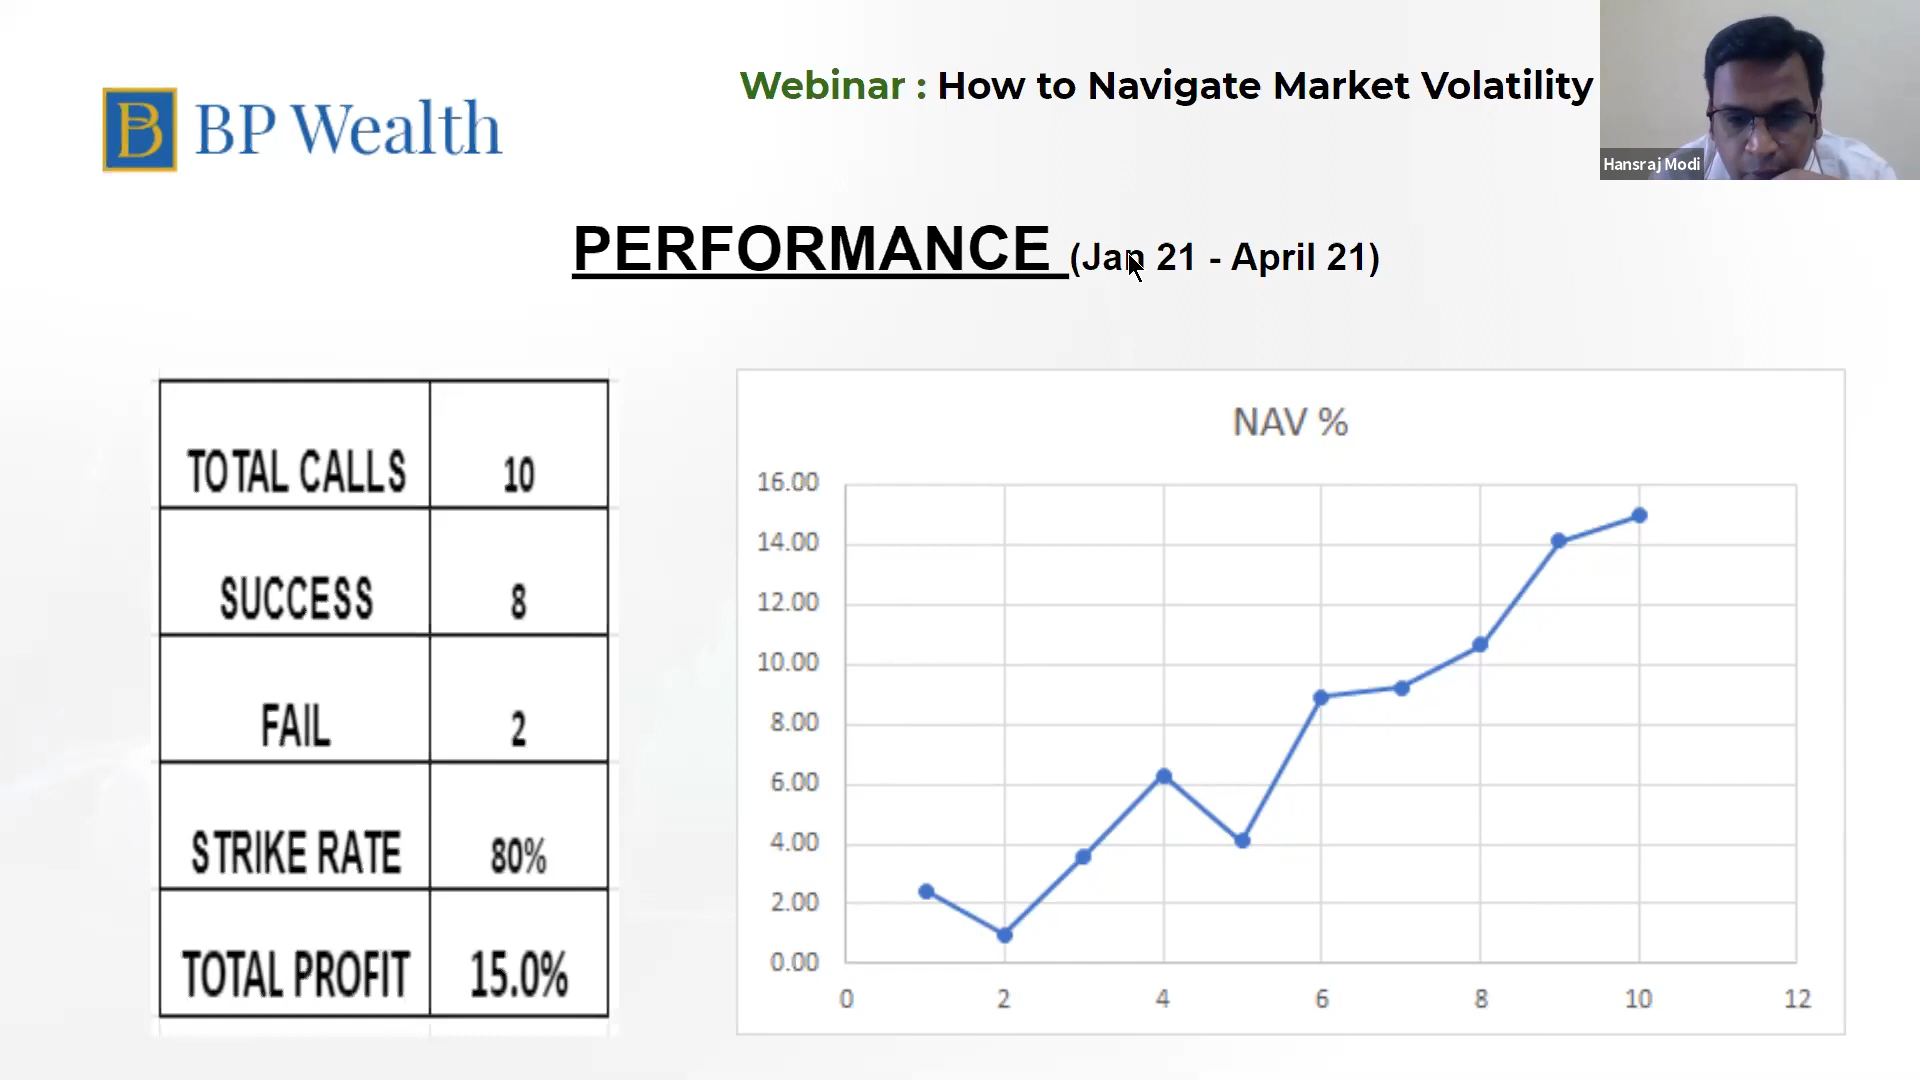 Webinar : How to Navigate Market Volatility
B BP Wealth
Hansraj Modi
PERFORMANCE (Jan 21 - April 21)
TOTAL CALLS 10
SUCCESS 8
FAIL 2
STRIKE RATE 80%
TOTAL PROFIT 15.0%
NAV %
16.00
14.00
12.00
10.00
8.00
6.00
4.00
2.00
0.00
0 2 4 6 8 10 12